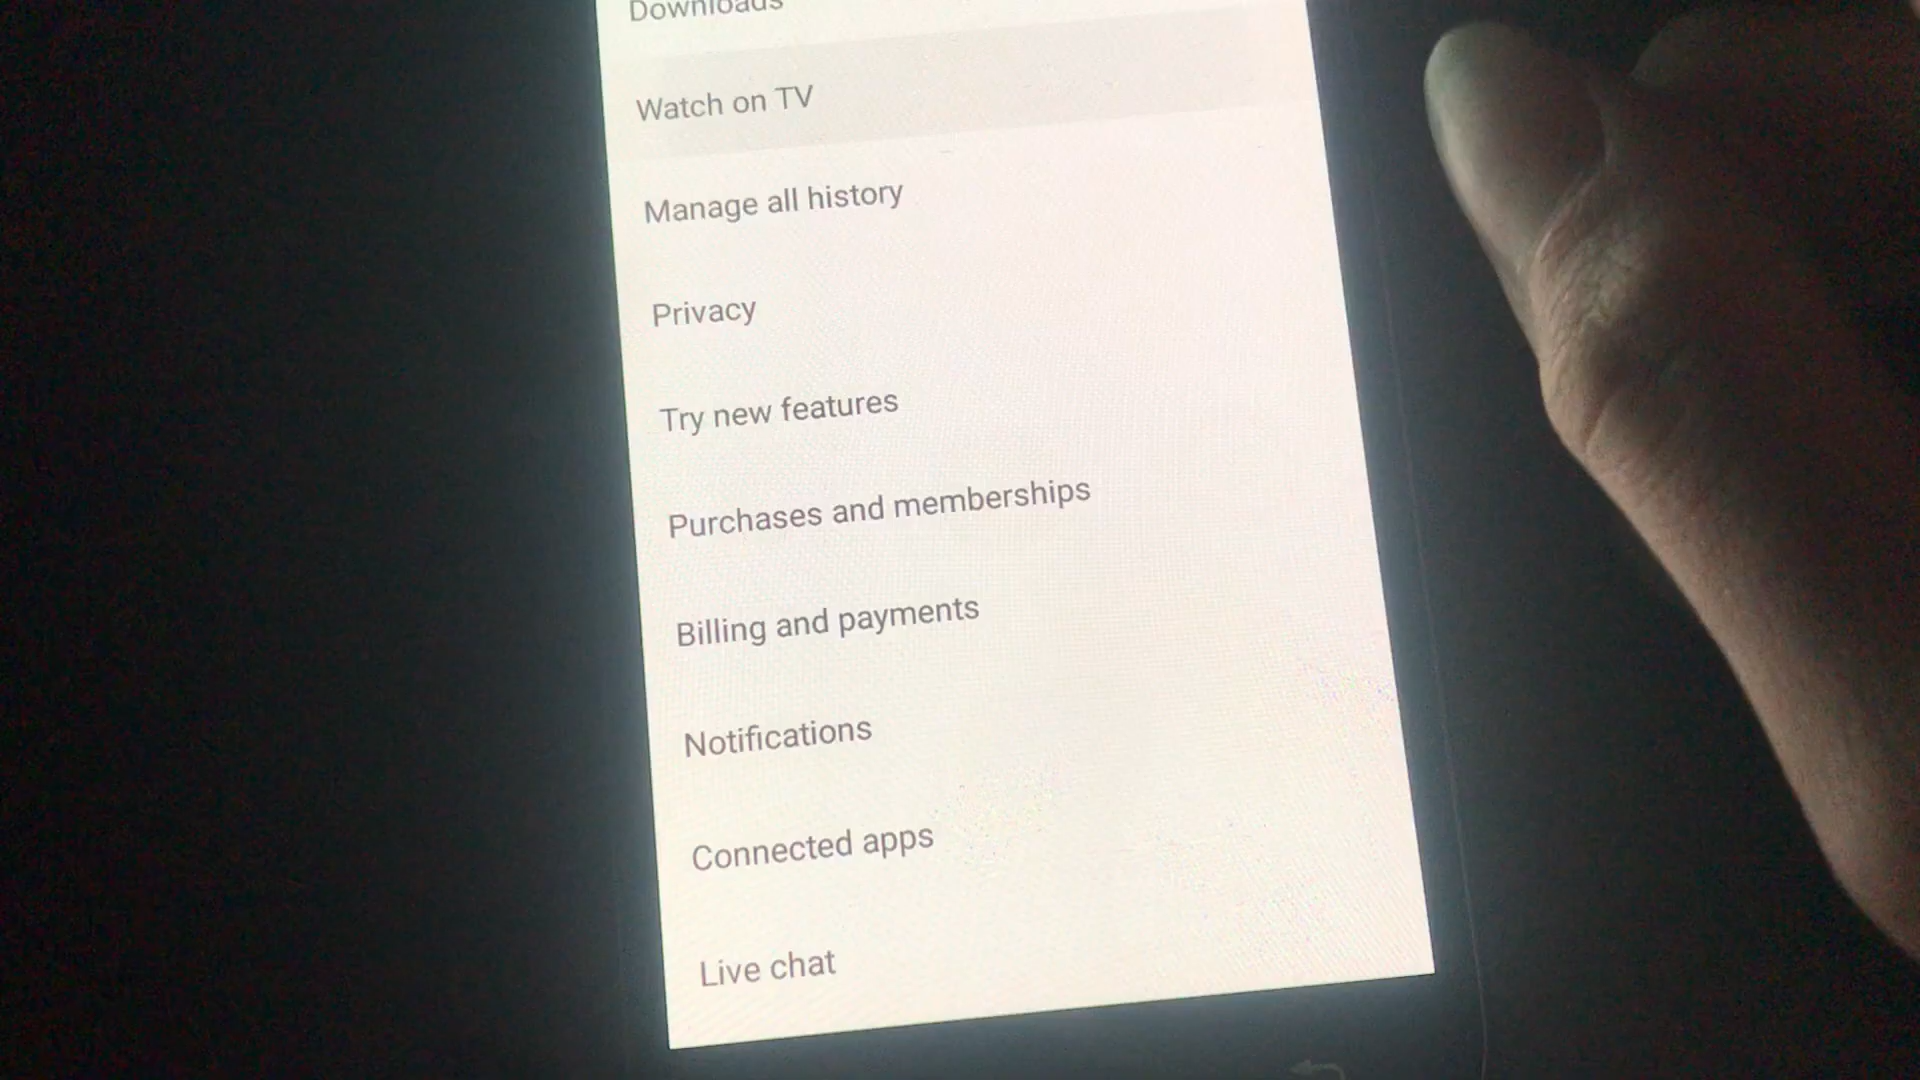 Downloads
Watch on TV
Manage all history
Privacy
Try new features
Purchases and memberships
Billing and payments
Notifications
Connected apps
Live chat